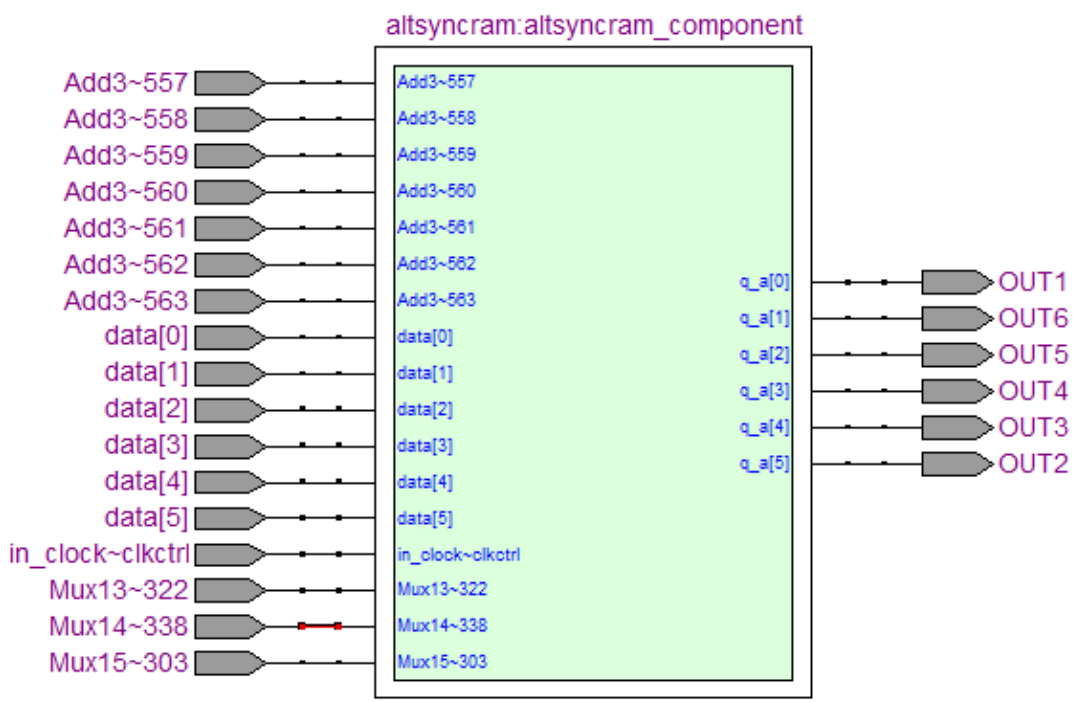 altsyncram:altsyncram_component
Add3~557 Add3~557
Add3~558 Add3~558
Add3~559 Add3~559
Add3~560 Add3~560
Add3~561 Add3~561
Add3~562 Add3~562
Add3~563 Add3~563
data[0] data[0]
data[1] data[1]
data[2] data[2]
data[3] data[3]
data[4] data[4]
data[5] data[5]
in_clock~clkctrl in_clock~clkctrl
Mux13~322 Mux13~322
Mux14~338 Mux14~338
Mux15~303 Mux15~303
q_a[0] OUT1
q_a[1] OUT6
q_a[2] OUT5
q_a[3] OUT4
q_a[4] OUT3
q_a[5] OUT2